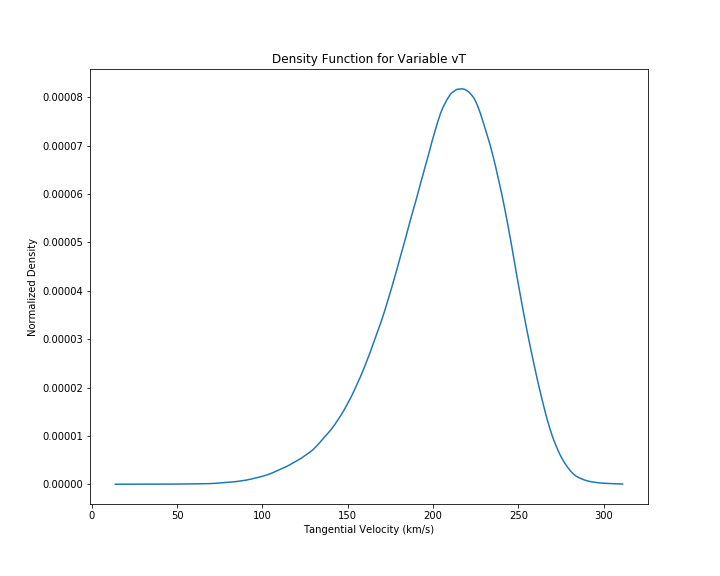 Density Function for Variable vT
0.00008
0.00007
0.00006
0.00005
0.00004
0.00003
0.00002
0.00001
0.00000
Normalized Density
0 50 100 150 200 250 300
Tangential Velocity (km/s)